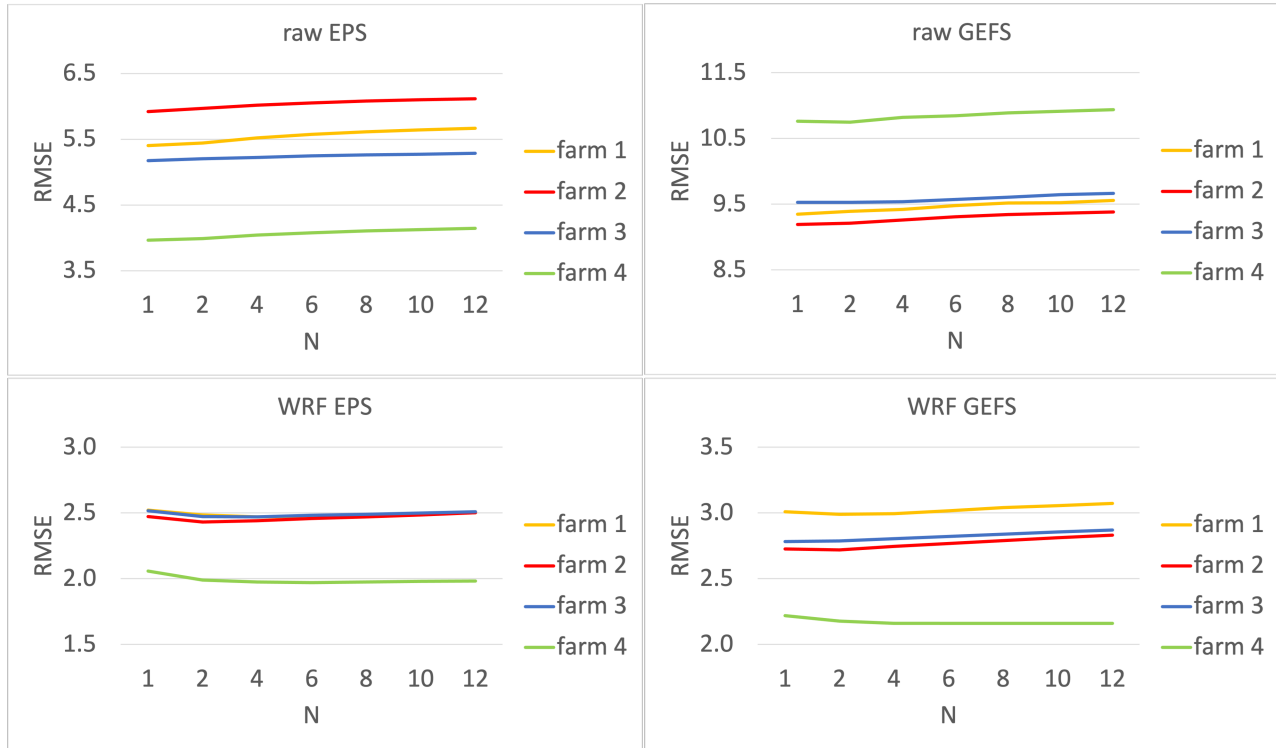 raw EPS
6.5
5.5
4.5
3.5
RMSE
1 2 4 6 8 10 12
N
farm 1
farm 2
farm 3
farm 4
raw GEFS
11.5
10.5
9.5
8.5
RMSE
1 2 4 6 8 10 12
N
farm 1
farm 2
farm 3
farm 4
WRF EPS
3.0
2.5
2.0
1.5
RMSE
1 2 4 6 8 10 12
N
farm 1
farm 2
farm 3
farm 4
WRF GEFS
3.5
3.0
2.5
2.0
RMSE
1 2 4 6 8 10 12
N
farm 1
farm 2
farm 3
farm 4